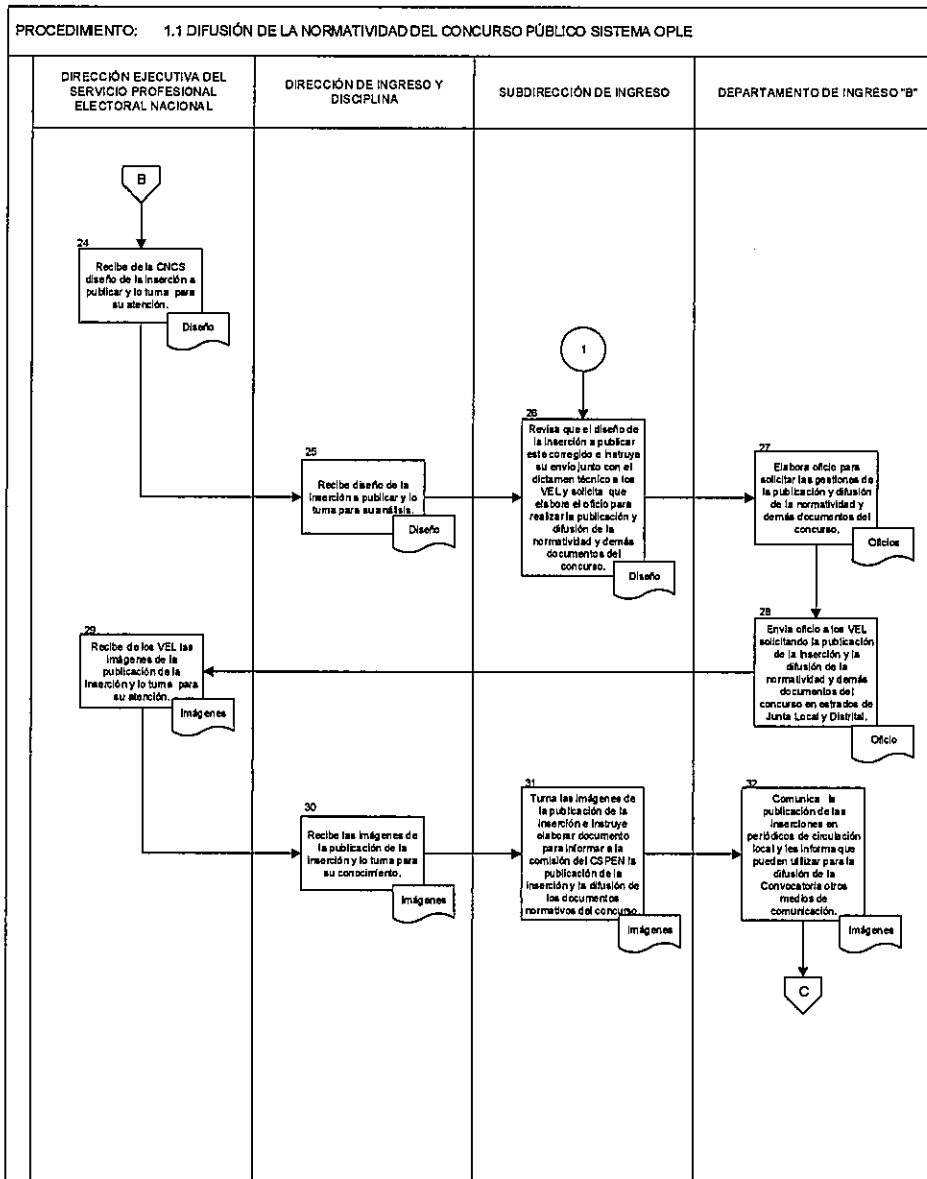 PROCEDIMIENTO: 1.1 DIFUSIÓN DE LA NORMATIVIDAD DEL CONCURSO PÚBLICO SISTEMA OPLE
DIRECCIÓN EJECUTIVA DEL
SERVICIO PROFESIONAL
ELECTORAL NACIONAL
DIRECCIÓN DE INGRESO Y
DISCIPLINA
SUBDIRECCIÓN DE INGRESO
DEPARTAMENTO DE INGRESO "B"
B
24
Recibe de la CNCS
diseño de la inserción a
publicar y lo turna para
su atención.
Diseño
1
25
Recibe diseño de la
inserción a publicar y lo
turna para su análisis.
Diseño
26
Revisa que el diseño de
la inserción a publicar
este corregido e instruye
su envío junto con el
dictamen técnico a los
VEL y solicita que
elabore el oficio para
realizar la publicación y
difusión de la
normatividad y demás
documentos del
concurso.
Diseño
27
Elabora oficio para
solicitar las gestiones de
la publicación y difusión
de la normatividad y
demás documentos del
concurso.
Oficios
28
Envía oficio a los VEL
solicitando la publicación
de la inserción y la
difusión de la
normatividad y demás
documentos del
concurso en estrados de
Junta Local y Distrital.
Oficio
29
Recibe de los VEL las
imágenes de la
publicación de la
inserción y lo turna para
su atención.
Imágenes
30
Recibe las imágenes de
la publicación de la
inserción y lo turna para
su conocimiento.
Imágenes
31
Turna las imágenes de
la publicación de la
inserción e instruye
elaborar documento
para informar a la
comisión del CSPEN la
publicación de la
inserción y la difusión de
los documentos
normativos del concurso
Imágenes
32
Comunica la
publicación de las
inserciones en
periódicos de circulación
local y les informa que
pueden utilizar para la
difusión de la
Convocatoria otros
medios de
comunicación.
Imágenes
C